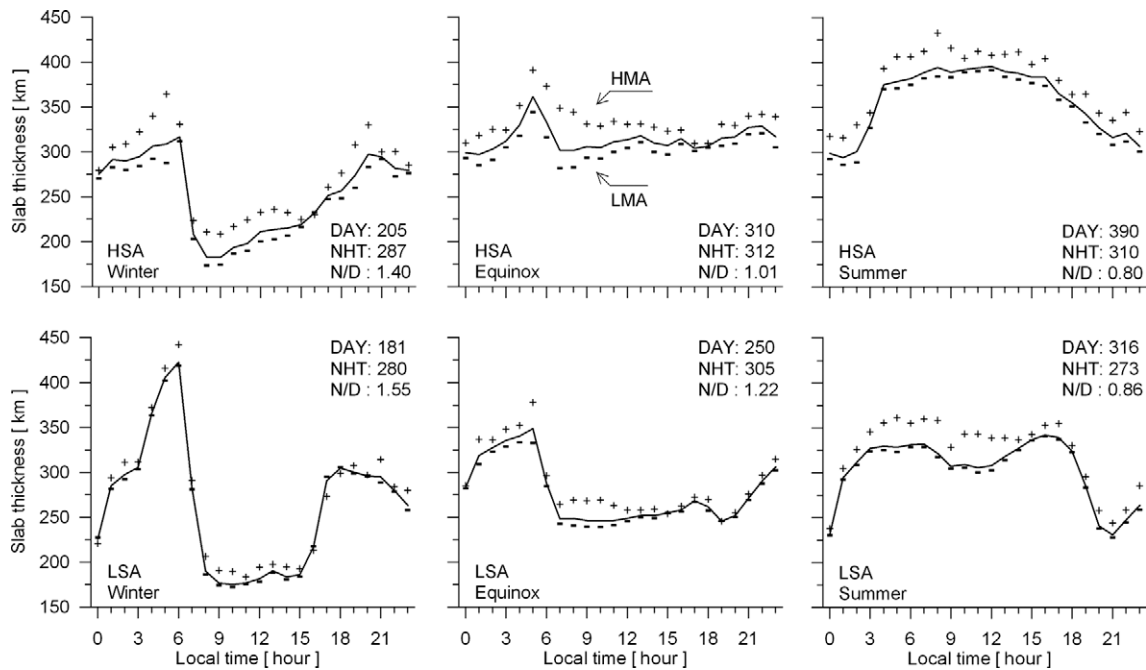 450
400
350
300
250
200
150
Slab thickness [ km ]
HSA
Winter
DAY: 205
NHT: 287
N/D : 1.40
HMA
LMA
HSA
Equinox
DAY: 310
NHT: 312
N/D : 1.01
HSA
Summer
DAY: 390
NHT: 310
N/D : 0.80
450
400
350
300
250
200
150
Slab thickness [ km ]
DAY: 181
NHT: 280
N/D : 1.55
LSA
Winter
DAY: 250
NHT: 305
N/D : 1.22
LSA
Equinox
DAY: 316
NHT: 273
N/D : 0.86
LSA
Summer
0 3 6 9 12 15 18 21
0 3 6 9 12 15 18 21
0 3 6 9 12 15 18 21
Local time [ hour ]
Local time [ hour ]
Local time [ hour ]